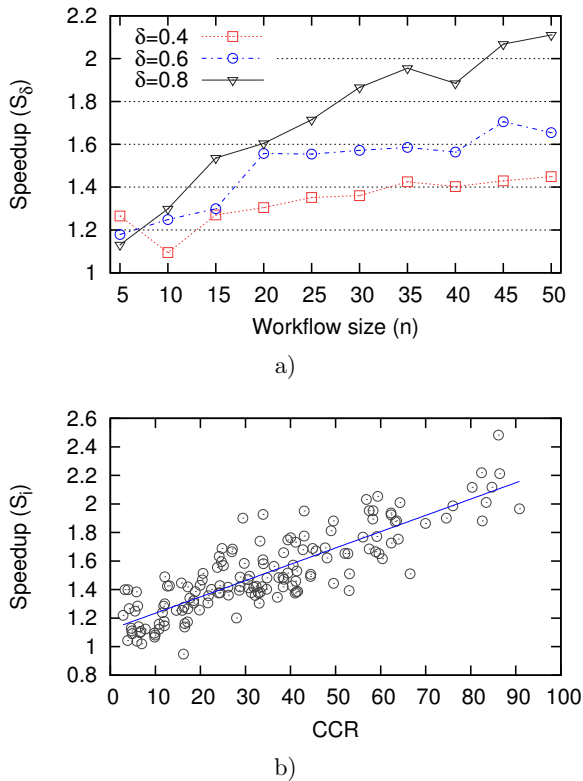 2.2
2
1.8
1.6
1.4
1.2
1
Speedup (Sδ)
δ=0.4
δ=0.6
δ=0.8
5 10 15 20 25 30 35 40 45 50
Workflow size (n)
a)
2.6
2.4
2.2
2
1.8
1.6
1.4
1.2
1
0.8
Speedup (Si)
0 10 20 30 40 50 60 70 80 90 100
CCR
b)